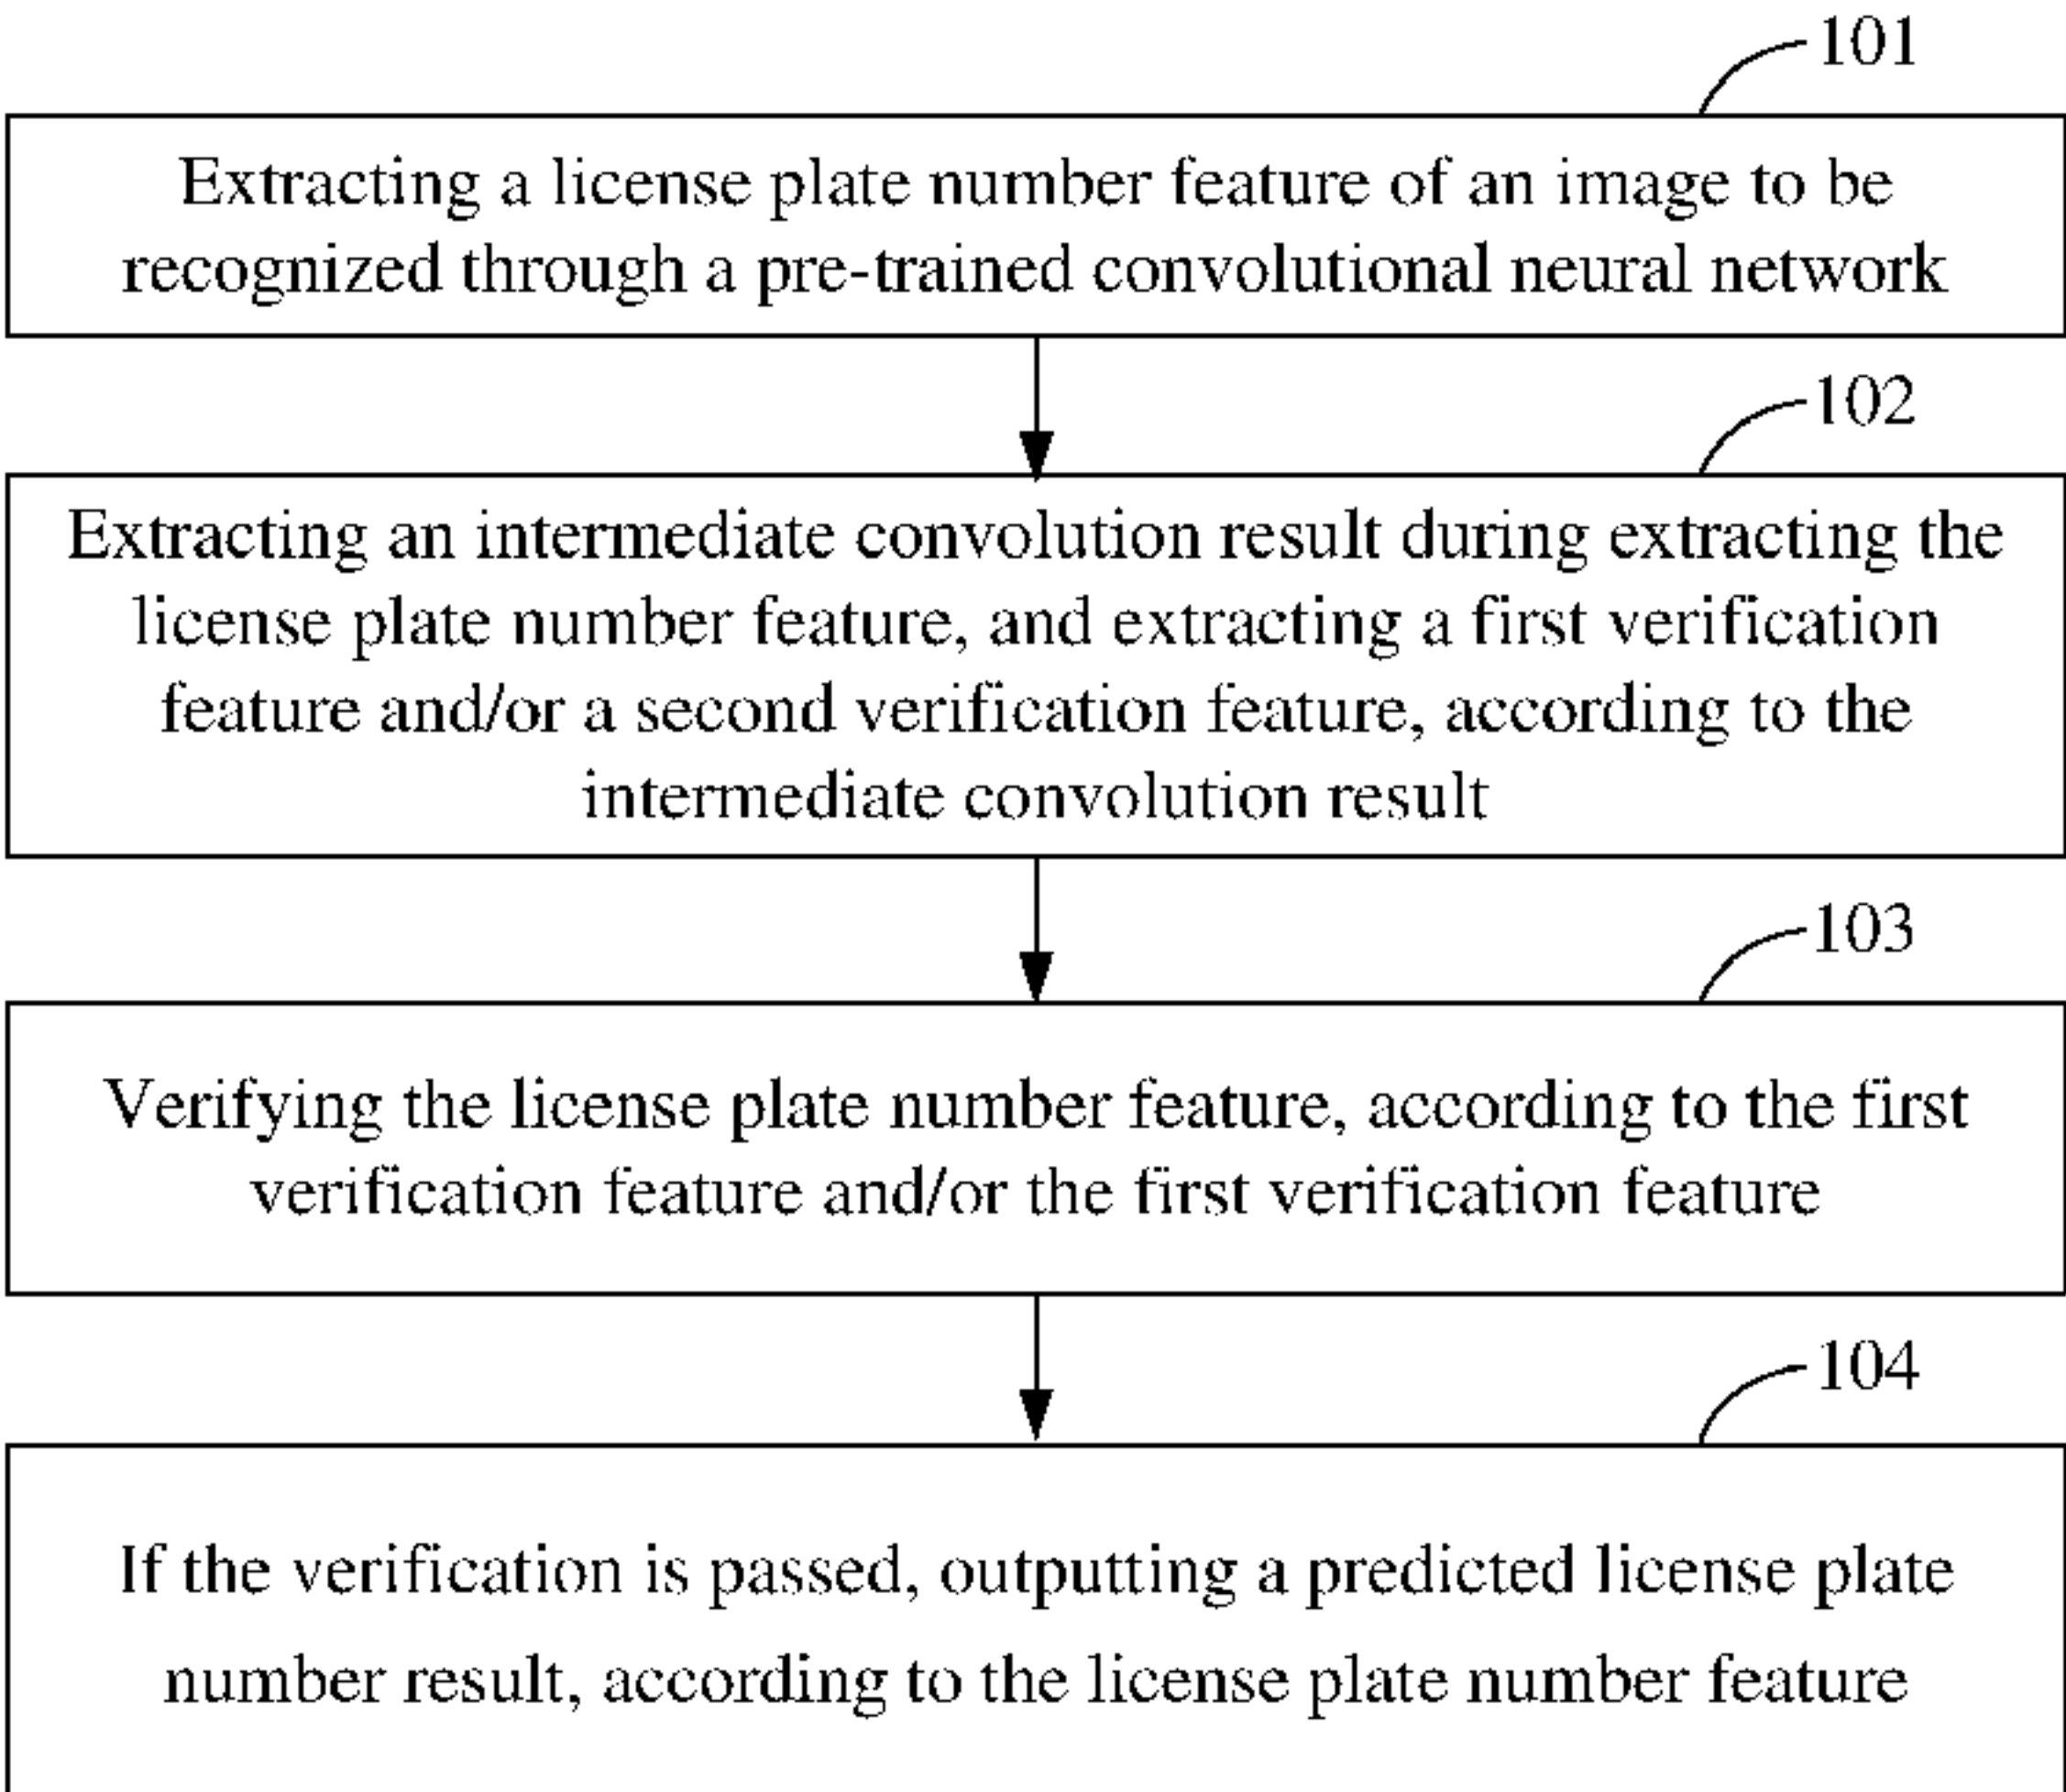 101
Extracting a license plate number feature of an image to be
recognized through a pre-trained convolutional neural network
102
Extracting an intermediate convolution result during extracting the
license plate number feature, and extracting a first verification
feature and/or a second verification feature, according to the
intermediate convolution result
103
Verifying the license plate number feature, according to the first
verification feature and/or the first verification feature
104
If the verification is passed, outputting a predicted license plate
number result, according to the license plate number feature